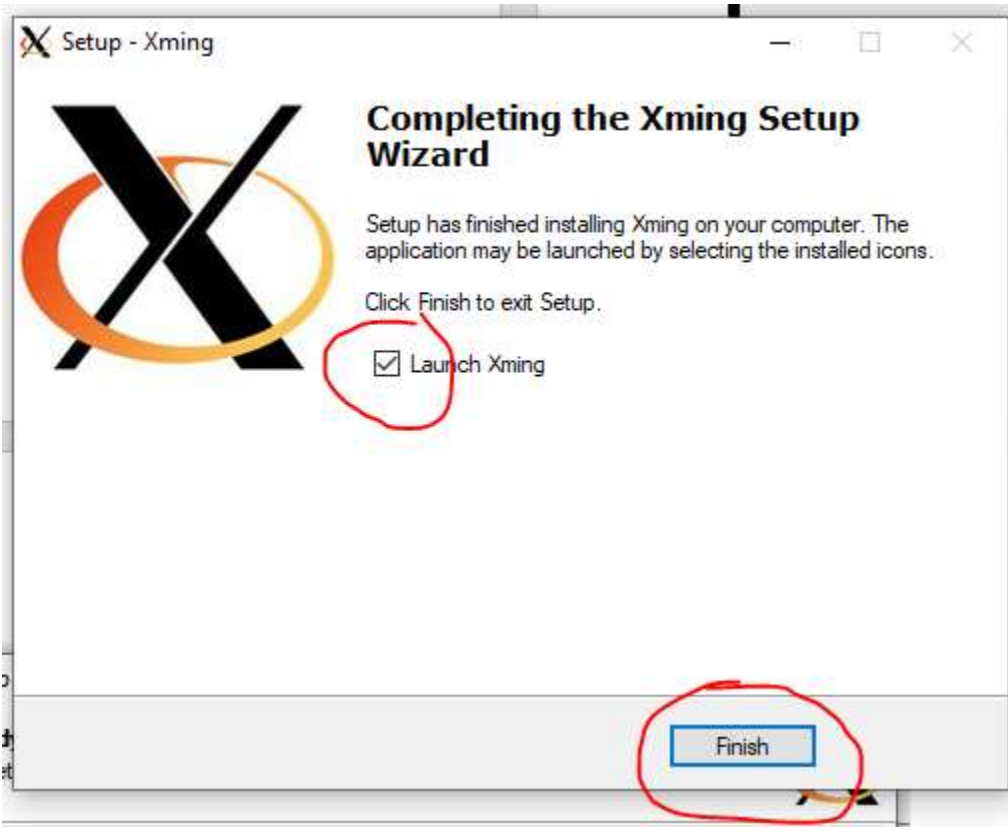 Setup - Xming
Completing the Xming Setup
Wizard
Setup has finished installing Xming on your computer. The
application may be launched by selecting the installed icons.
Click Finish to exit Setup.
Launch Xming
Finish